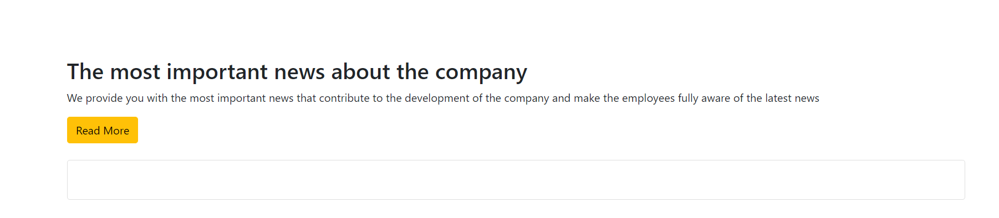 The most important news about the company
We provide you with the most important news that contribute to the development of the company and make the employees fully aware of the latest news
Read More